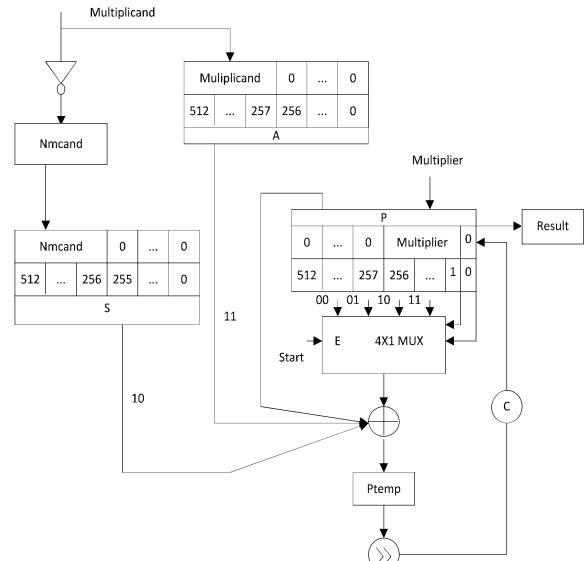 Multiplicand
Muliplicand 0 ... 0
512 ... 257 256 ... 0
A
Nmcand
Multiplier
P
Result
0 ... 0 Multiplier 0
512 ... 257 256 ... 1 0
Nmcand 0 ... 0
512 ... 256 255 ... 0
S
00 01 10 11
11
E 4X1 MUX
Start
10
C
Ptemp